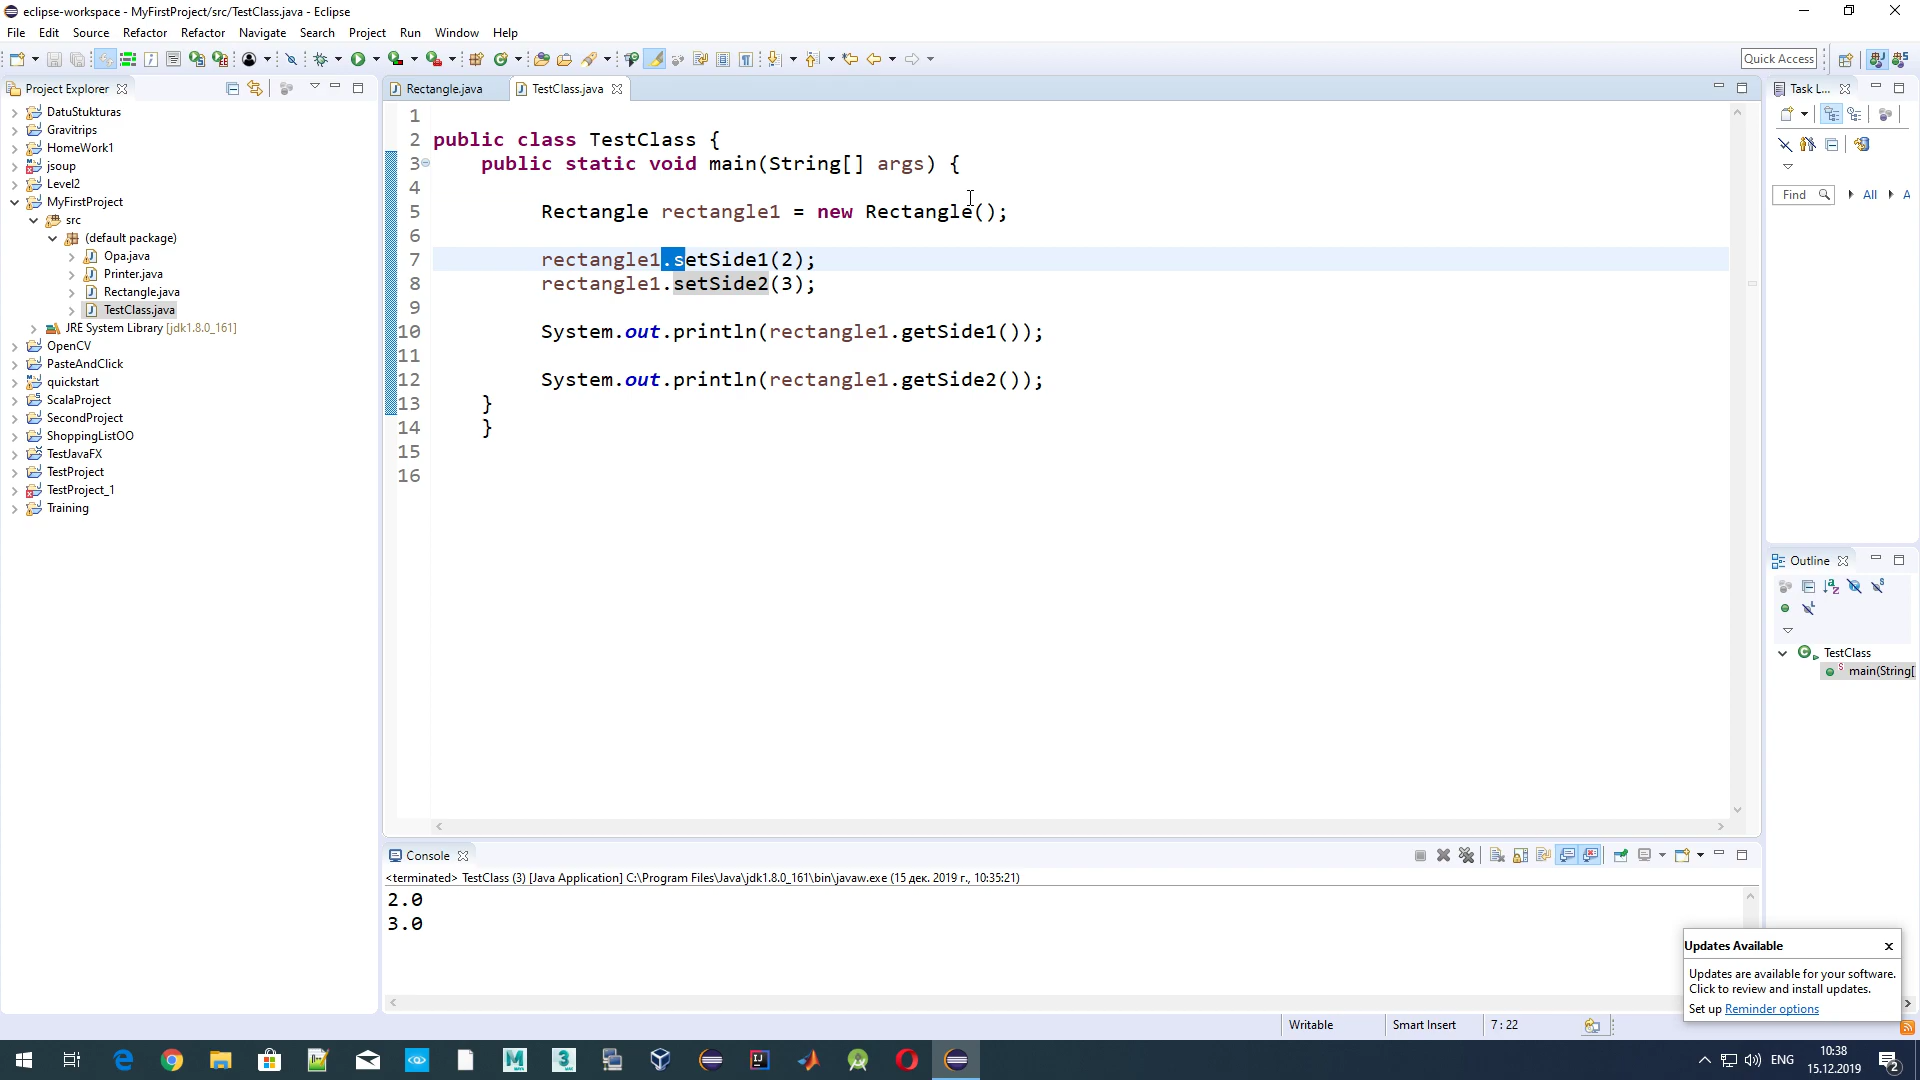 eclipse-workspace - MyFirstProject/src/TestClass.java - Eclipse
File Edit Source Refactor Refactor Navigate Search Project Run Window Help
Quick Access
Project Explorer
DatuStukturas
Gravitrips
HomeWork1
jsoup
Level2
MyFirstProject
src
(default package)
Opa.java
Printer.java
Rectangle.java
TestClass.java
JRE System Library [jdk1.8.0_161]
OpenCV
PasteAndClick
quickstart
ScalaProject
SecondProject
ShoppingListOO
TestJavaFX
TestProject
TestProject_1
Training
Rectangle.java TestClass.java
1
2 public class TestClass {
3 public static void main(String[] args) {
4
5 Rectangle rectangle1 = new Rectangle();
6
7 rectangle1.setSide1(2);
8 rectangle1.setSide2(3);
9
10 System.out.println(rectangle1.getSide1());
11
12 System.out.println(rectangle1.getSide2());
13 }
14 }
15
16
Task L...
Find All A
Outline
TestClass
main(String[
Console
<terminated> TestClass (3) [Java Application] C:\Program Files\Java\jdk1.8.0_161\bin\javaw.exe (15 дек. 2019 г., 10:35:21)
2.0
3.0
Updates Available
Updates are available for your software.
Click to review and install updates.
Set up Reminder options
Writable Smart Insert 7 : 22
ENG
10:38
15.12.2019
2